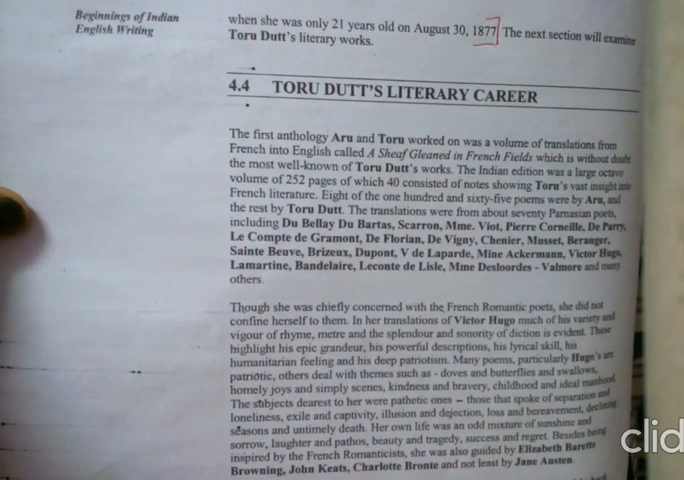 Beginnings of Indian
English Writing
when she was only 21 years old on August 30, 1877] The next section will examine
Toru Dutt's literary works.
4.4 TORU DUTT'S LITERARY CAREER
The first anthology Aru and Toru worked on was a volume of translations from
French into English called A Sheaf Gleaned in French Fields which is without doubt
the most well-known of Toru Dutt's works. The Indian edition was a large octavo
volume of 252 pages of which 40 consisted of notes showing Toru's vast insight into
French literature. Eight of the one hundred and sixty-five poems were by Aru, and
the rest by Toru Dutt. The translations were from about seventy Parnasian poets,
including Du Bellay Du Bartas, Scarron, Mme. Viot, Pierre Corneille, De Parry,
Le Compte de Gramont, De Florian, De Vigny, Chenier, Musset, Beranger,
Sainte Beuve, Brizeux, Dupont, V de Laparde, Mine Ackermann, Victor Hugo,
Lamartine, Bandelaire, Leconte de Lisle, Mme Desloordes - Valmore and many
others.
Though she was chiefly concerned with the French Romantic poets, she did not
confine herself to them. In her translations of Victor Hugo much of his variety and
vigour of rhyme, metre and the splendour and sonority of diction is evident. These
highlight his epic grandeur, his powerful descriptions, his lyrical skill, his
humanitarian feeling and his deep patriotism. Many poems, particularly Hugo's are
patriotic, others deal with themes such as - doves and butterflies and swallows,
homely joys and simply scenes, kindness and bravery, childhood and ideal manhood.
The subjects dearest to her were pathetic ones – those that spoke of separation and
loneliness, exile and captivity, illusion and dejection, loss and bereavement, declining
seasons and untimely death. Her own life was an odd mixture of sunshine and
sorrow, laughter and pathos, beauty and tragedy, success and regret. Besides being
inspired by the French Romanticists, she was also guided by Elizabeth Barette
Browning, John Keats, Charlotte Bronte and not least by Jane Austen.
clid